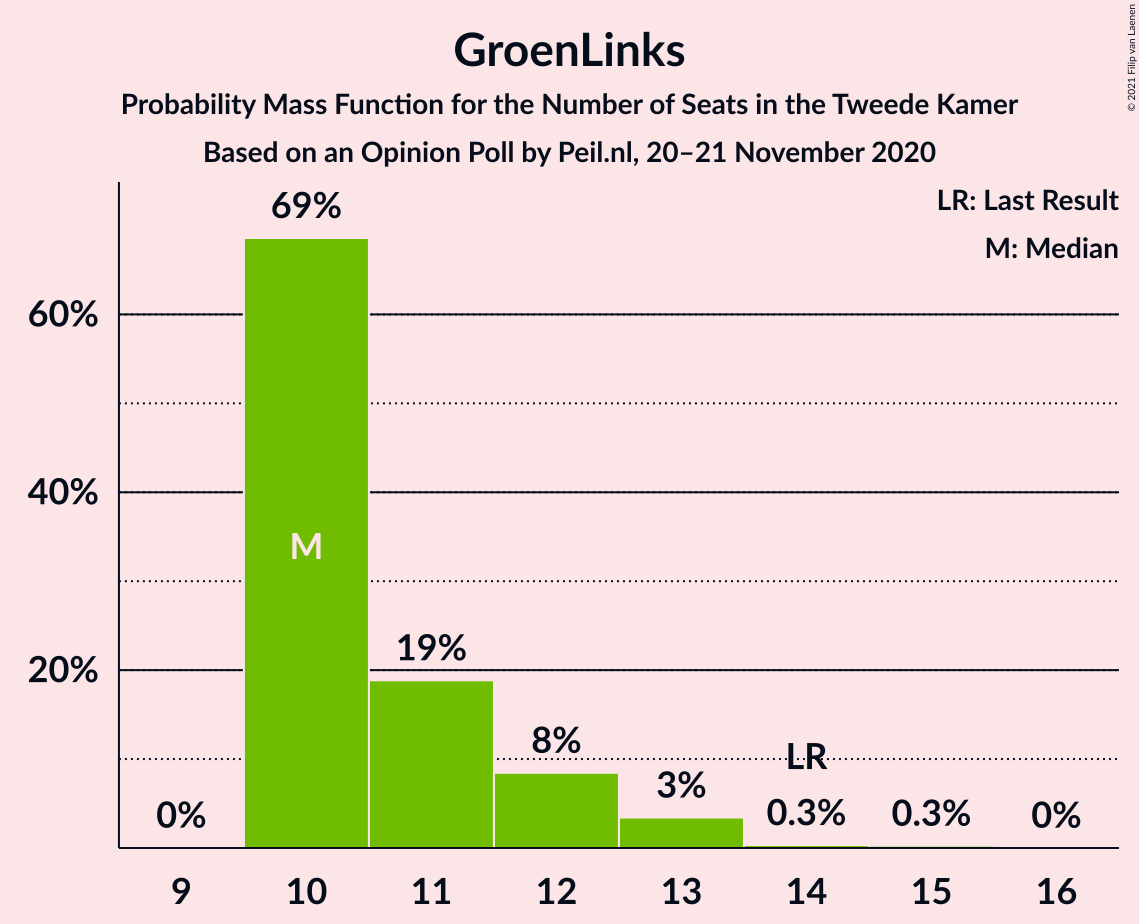 GroenLinks
Probability Mass Function for the Number of Seats in the Tweede Kamer
Based on an Opinion Poll by Peil.nl, 20–21 November 2020
© 2021 Filip van Laenen
LR: Last Result
M: Median
69%
60%
40%
M
19%
20%
8%
LR
3%
0%
0.3%
0.3%
0%
9 10 11 12 13 14 15 16